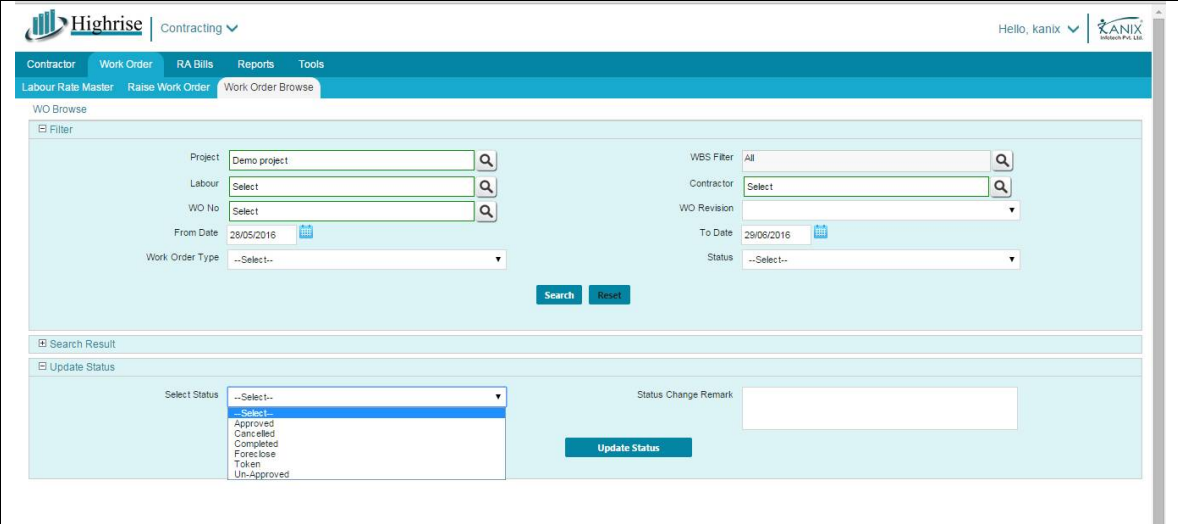 Highrise Contracting Hello, kanix KANIX
Infotech Pvt. Ltd.
Contractor Work Order RA Bills Reports Tools
Labour Rate Master Raise Work Order Work Order Browse
WO Browse
Filter
Project Demo project WBS Filter All
Labour Select Contractor Select
WO No Select WO Revision
From Date 28/05/2016 To Date 29/06/2016
Work Order Type --Select-- Status --Select--
Search Reset
Search Result
Update Status
Select Status --Select-- Status Change Remark
--Select--
Approved
Cancelled
Completed
Foreclose
Token
Un-Approved
Update Status